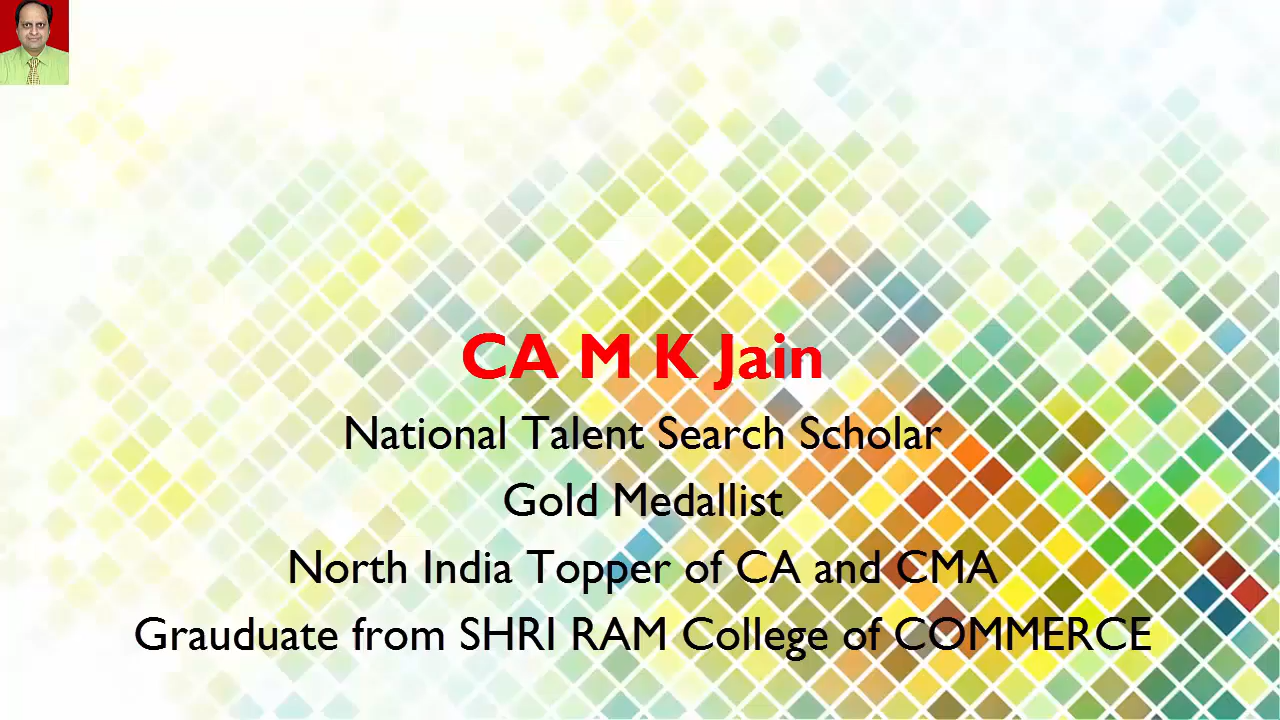 CA M K Jain
National Talent Search Scholar
Gold Medallist
North India Topper of CA and CMA
Grauduate from SHRI RAM College of COMMERCE